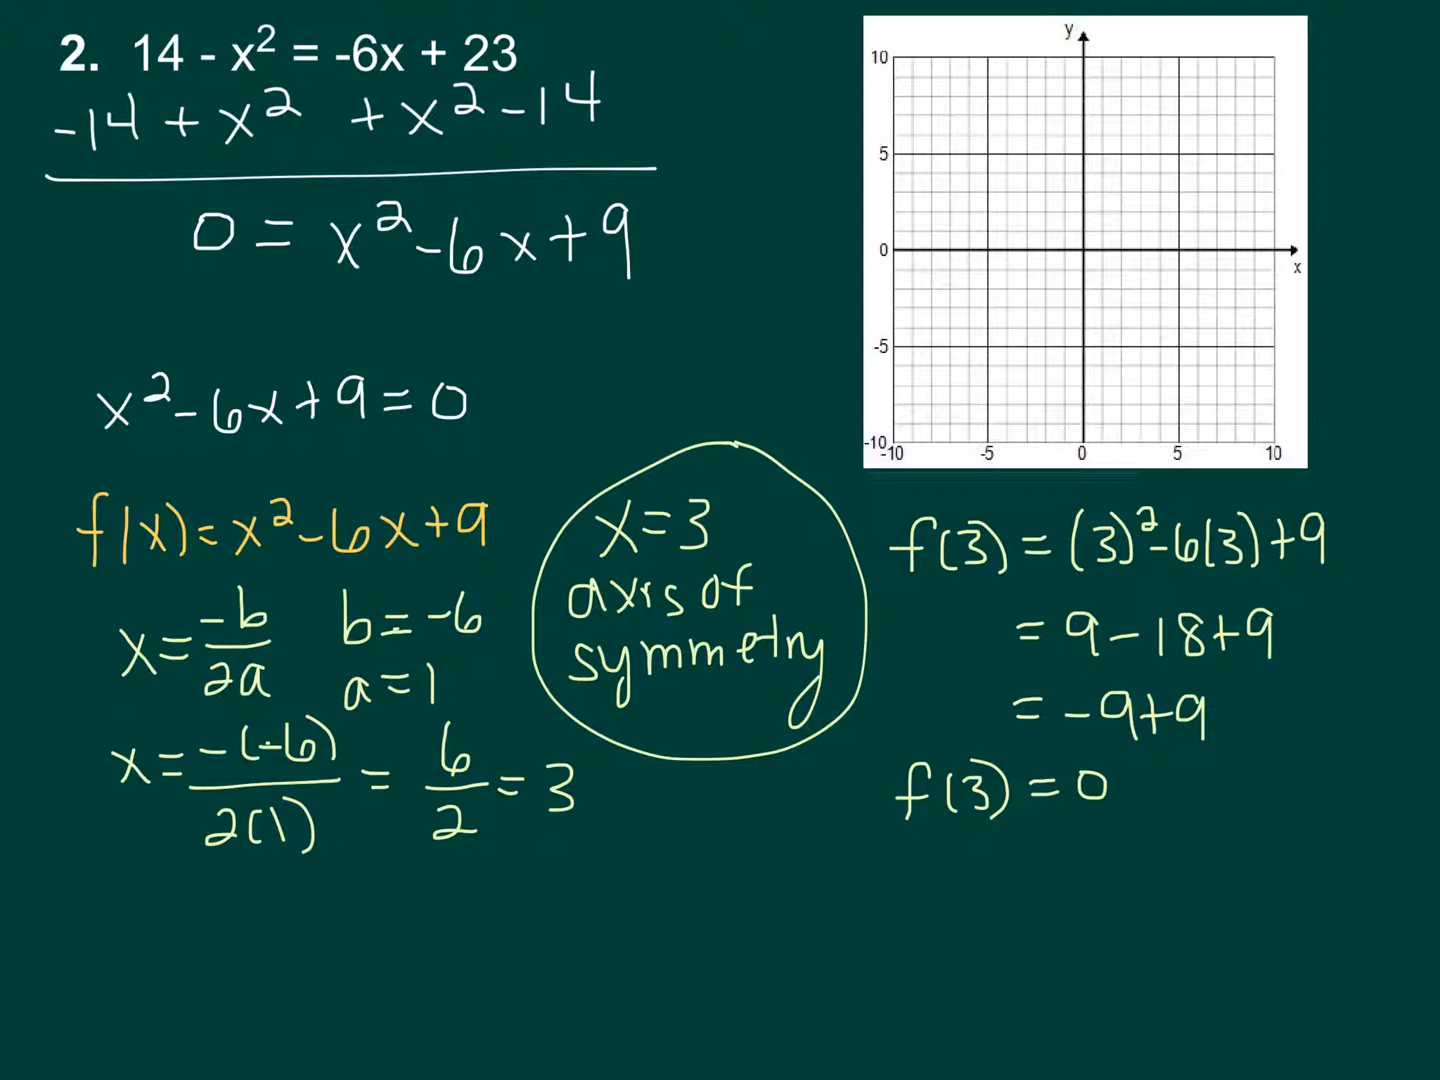 2. 14 - x² = -6x + 23
-14 + x² + x² - 14
0 = x² - 6x + 9
x² - 6x + 9 = 0
f(x) = x² - 6x + 9
x = -b/2a b = -6
a = 1
x = -(-6)/2(1) = 6/2 = 3
x = 3
axis of
symmetry
y
10
5
0
-5
-10
x
-10 -5 0 5 10
f(3) = (3)² - 6(3) + 9
= 9 - 18 + 9
= -9 + 9
f(3) = 0